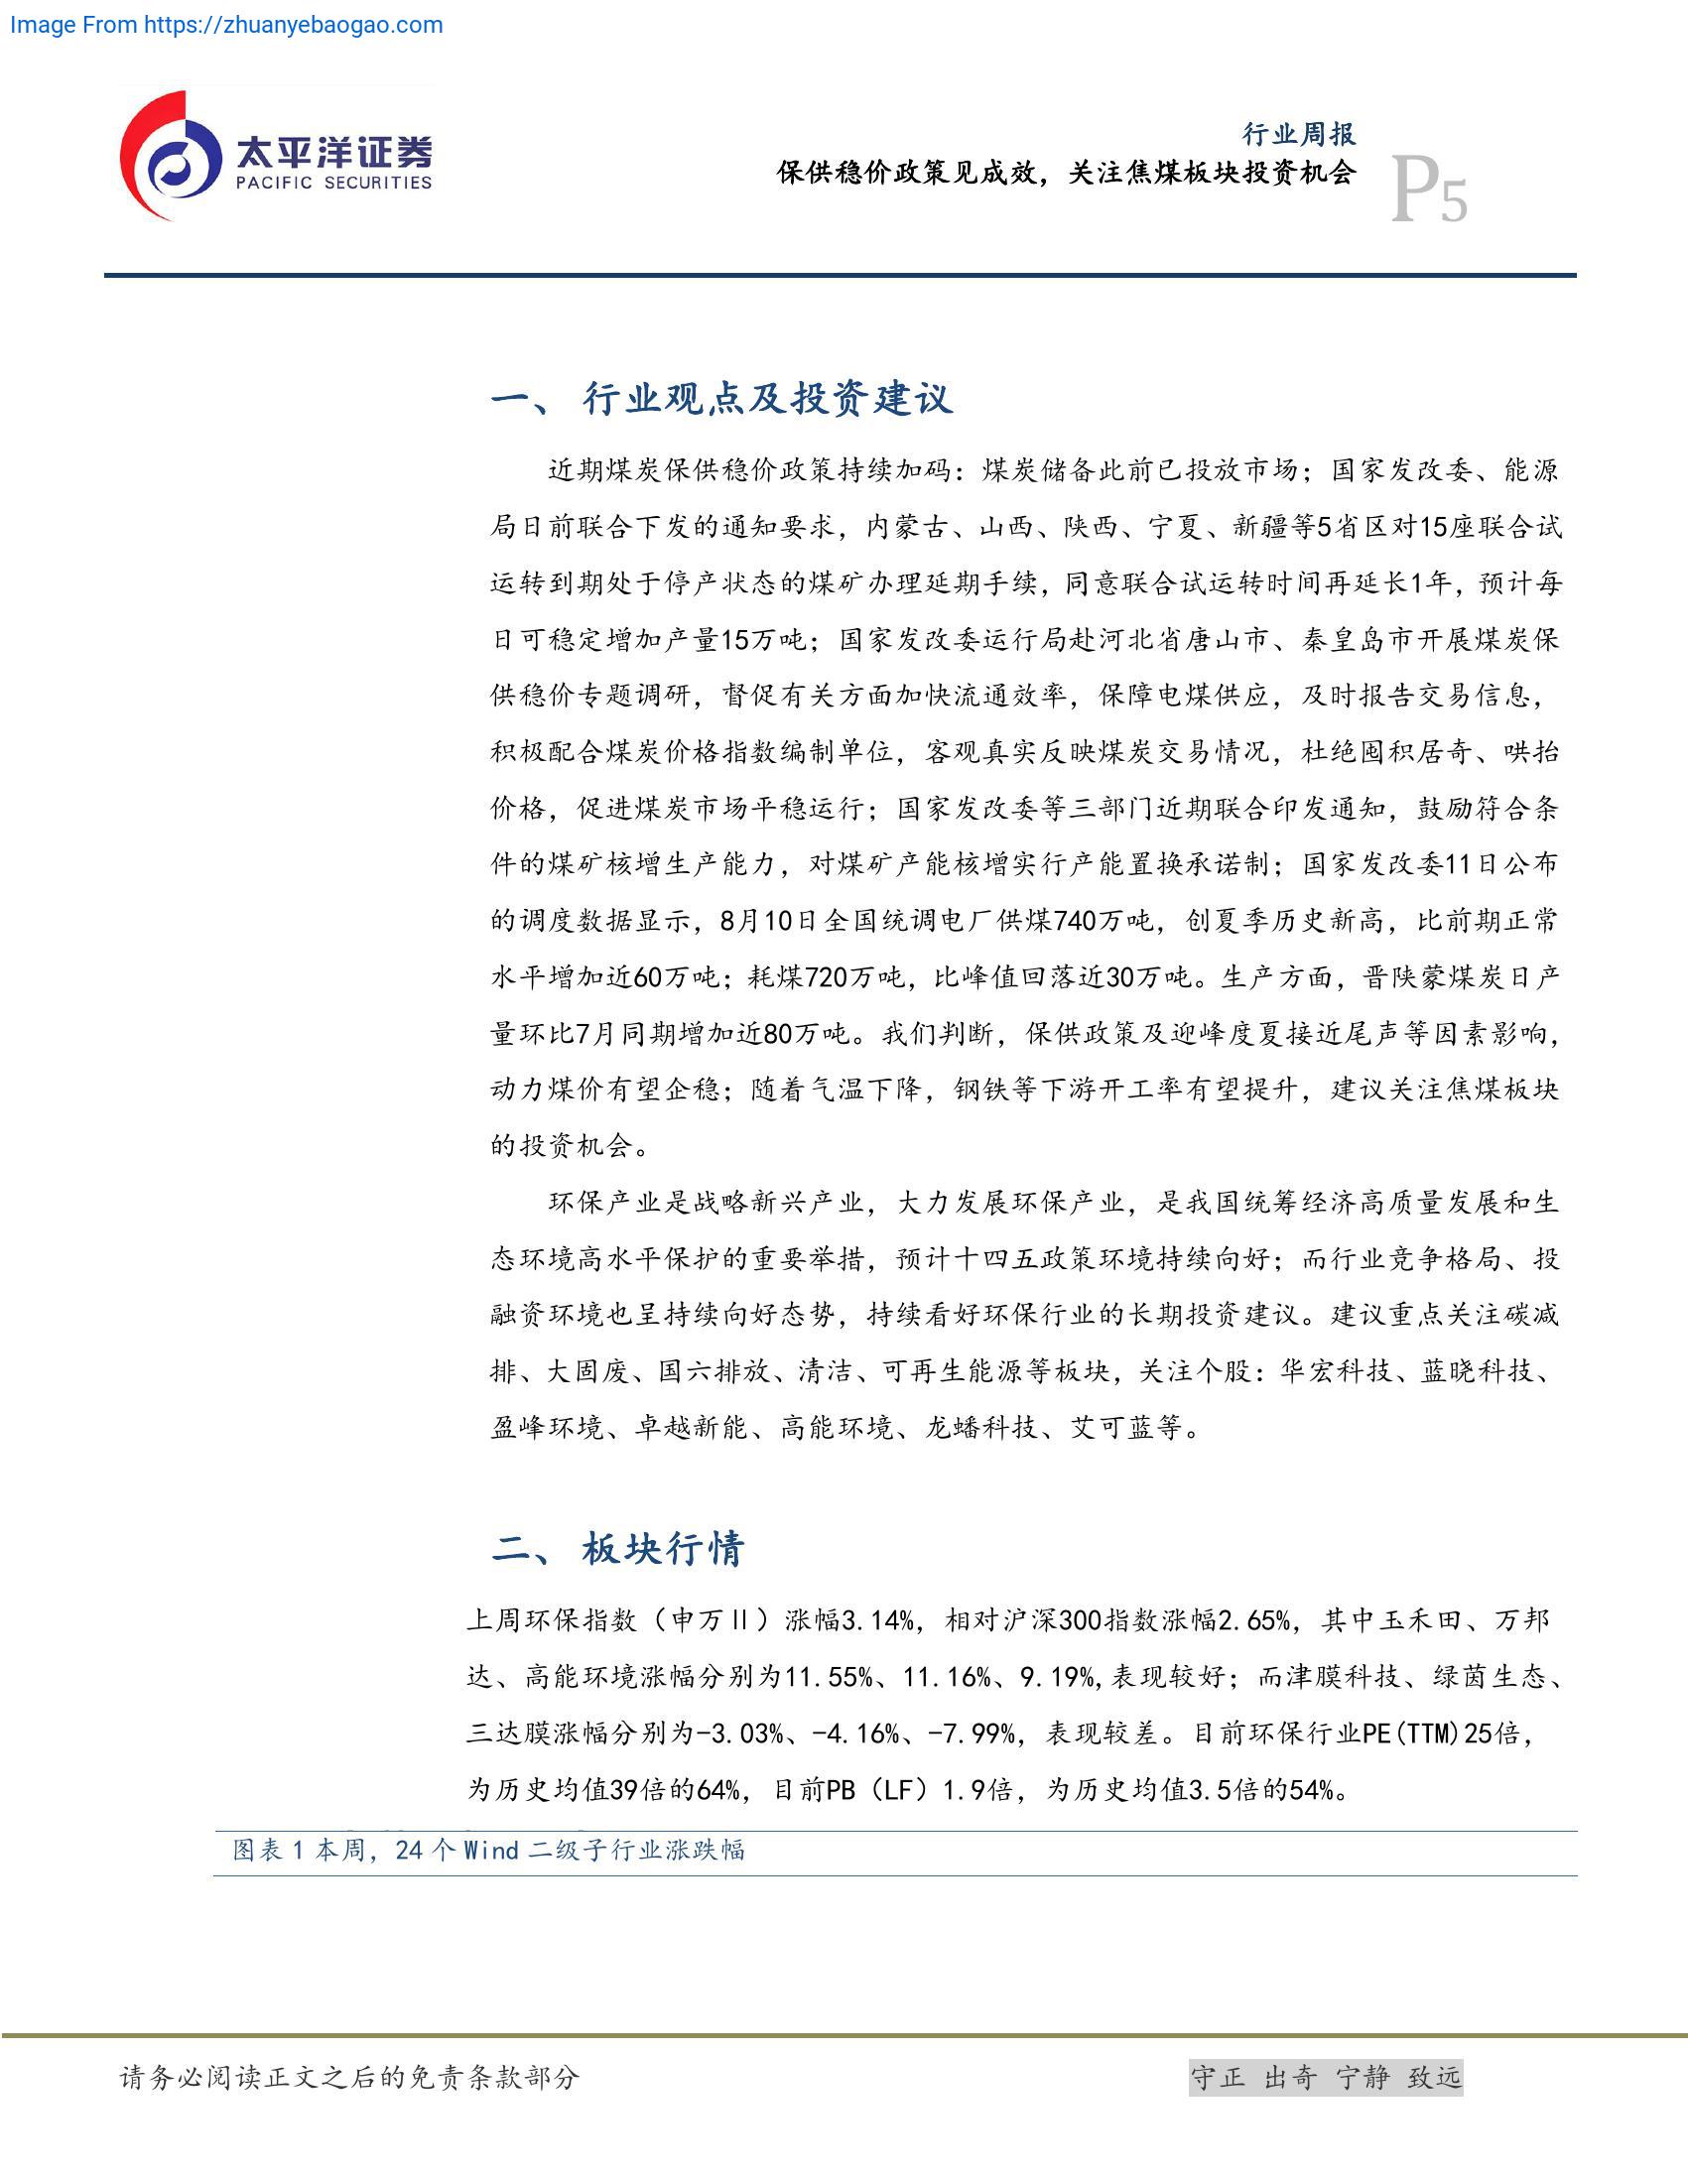 Image From https://zhuanyebaogao.com
太平洋证券
PACIFIC SECURITIES
行业周报
保供稳价政策见成效，关注焦煤板块投资机会
P5
一、 行业观点及投资建议
近期煤炭保供稳价政策持续加码：煤炭储备此前已投放市场；国家发改委、能源
局日前联合下发的通知要求，内蒙古、山西、陕西、宁夏、新疆等5省区对15座联合试
运转到期处于停产状态的煤矿办理延期手续，同意联合试运转时间再延长1年，预计每
日可稳定增加产量15万吨；国家发改委运行局赴河北省唐山市、秦皇岛市开展煤炭保
供稳价专题调研，督促有关方面加快流通效率，保障电煤供应，及时报告交易信息，
积极配合煤炭价格指数编制单位，客观真实反映煤炭交易情况，杜绝囤积居奇、哄抬
价格，促进煤炭市场平稳运行；国家发改委等三部门近期联合印发通知，鼓励符合条
件的煤矿核增生产能力，对煤矿产能核增实行产能置换承诺制；国家发改委11日公布
的调度数据显示，8月10日全国统调电厂供煤740万吨，创夏季历史新高，比前期正常
水平增加近60万吨；耗煤720万吨，比峰值回落近30万吨。生产方面，晋陕蒙煤炭日产
量环比7月同期增加近80万吨。我们判断，保供政策及迎峰度夏接近尾声等因素影响，
动力煤价有望企稳；随着气温下降，钢铁等下游开工率有望提升，建议关注焦煤板块
的投资机会。
环保产业是战略新兴产业，大力发展环保产业，是我国统筹经济高质量发展和生
态环境高水平保护的重要举措，预计十四五政策环境持续向好；而行业竞争格局、投
融资环境也呈持续向好态势，持续看好环保行业的长期投资建议。建议重点关注碳减
排、大固废、国六排放、清洁、可再生能源等板块，关注个股：华宏科技、蓝晓科技、
盈峰环境、卓越新能、高能环境、龙蟠科技、艾可蓝等。
二、 板块行情
上周环保指数（申万Ⅱ）涨幅3.14%，相对沪深300指数涨幅2.65%，其中玉禾田、万邦
达、高能环境涨幅分别为11.55%、11.16%、9.19%,表现较好；而津膜科技、绿茵生态、
三达膜涨幅分别为-3.03%、-4.16%、-7.99%，表现较差。目前环保行业PE(TTM)25倍，
为历史均值39倍的64%，目前PB（LF）1.9倍，为历史均值3.5倍的54%。
图表 1 本周，24 个 Wind 二级子行业涨跌幅
请务必阅读正文之后的免责条款部分
守正 出奇 宁静 致远